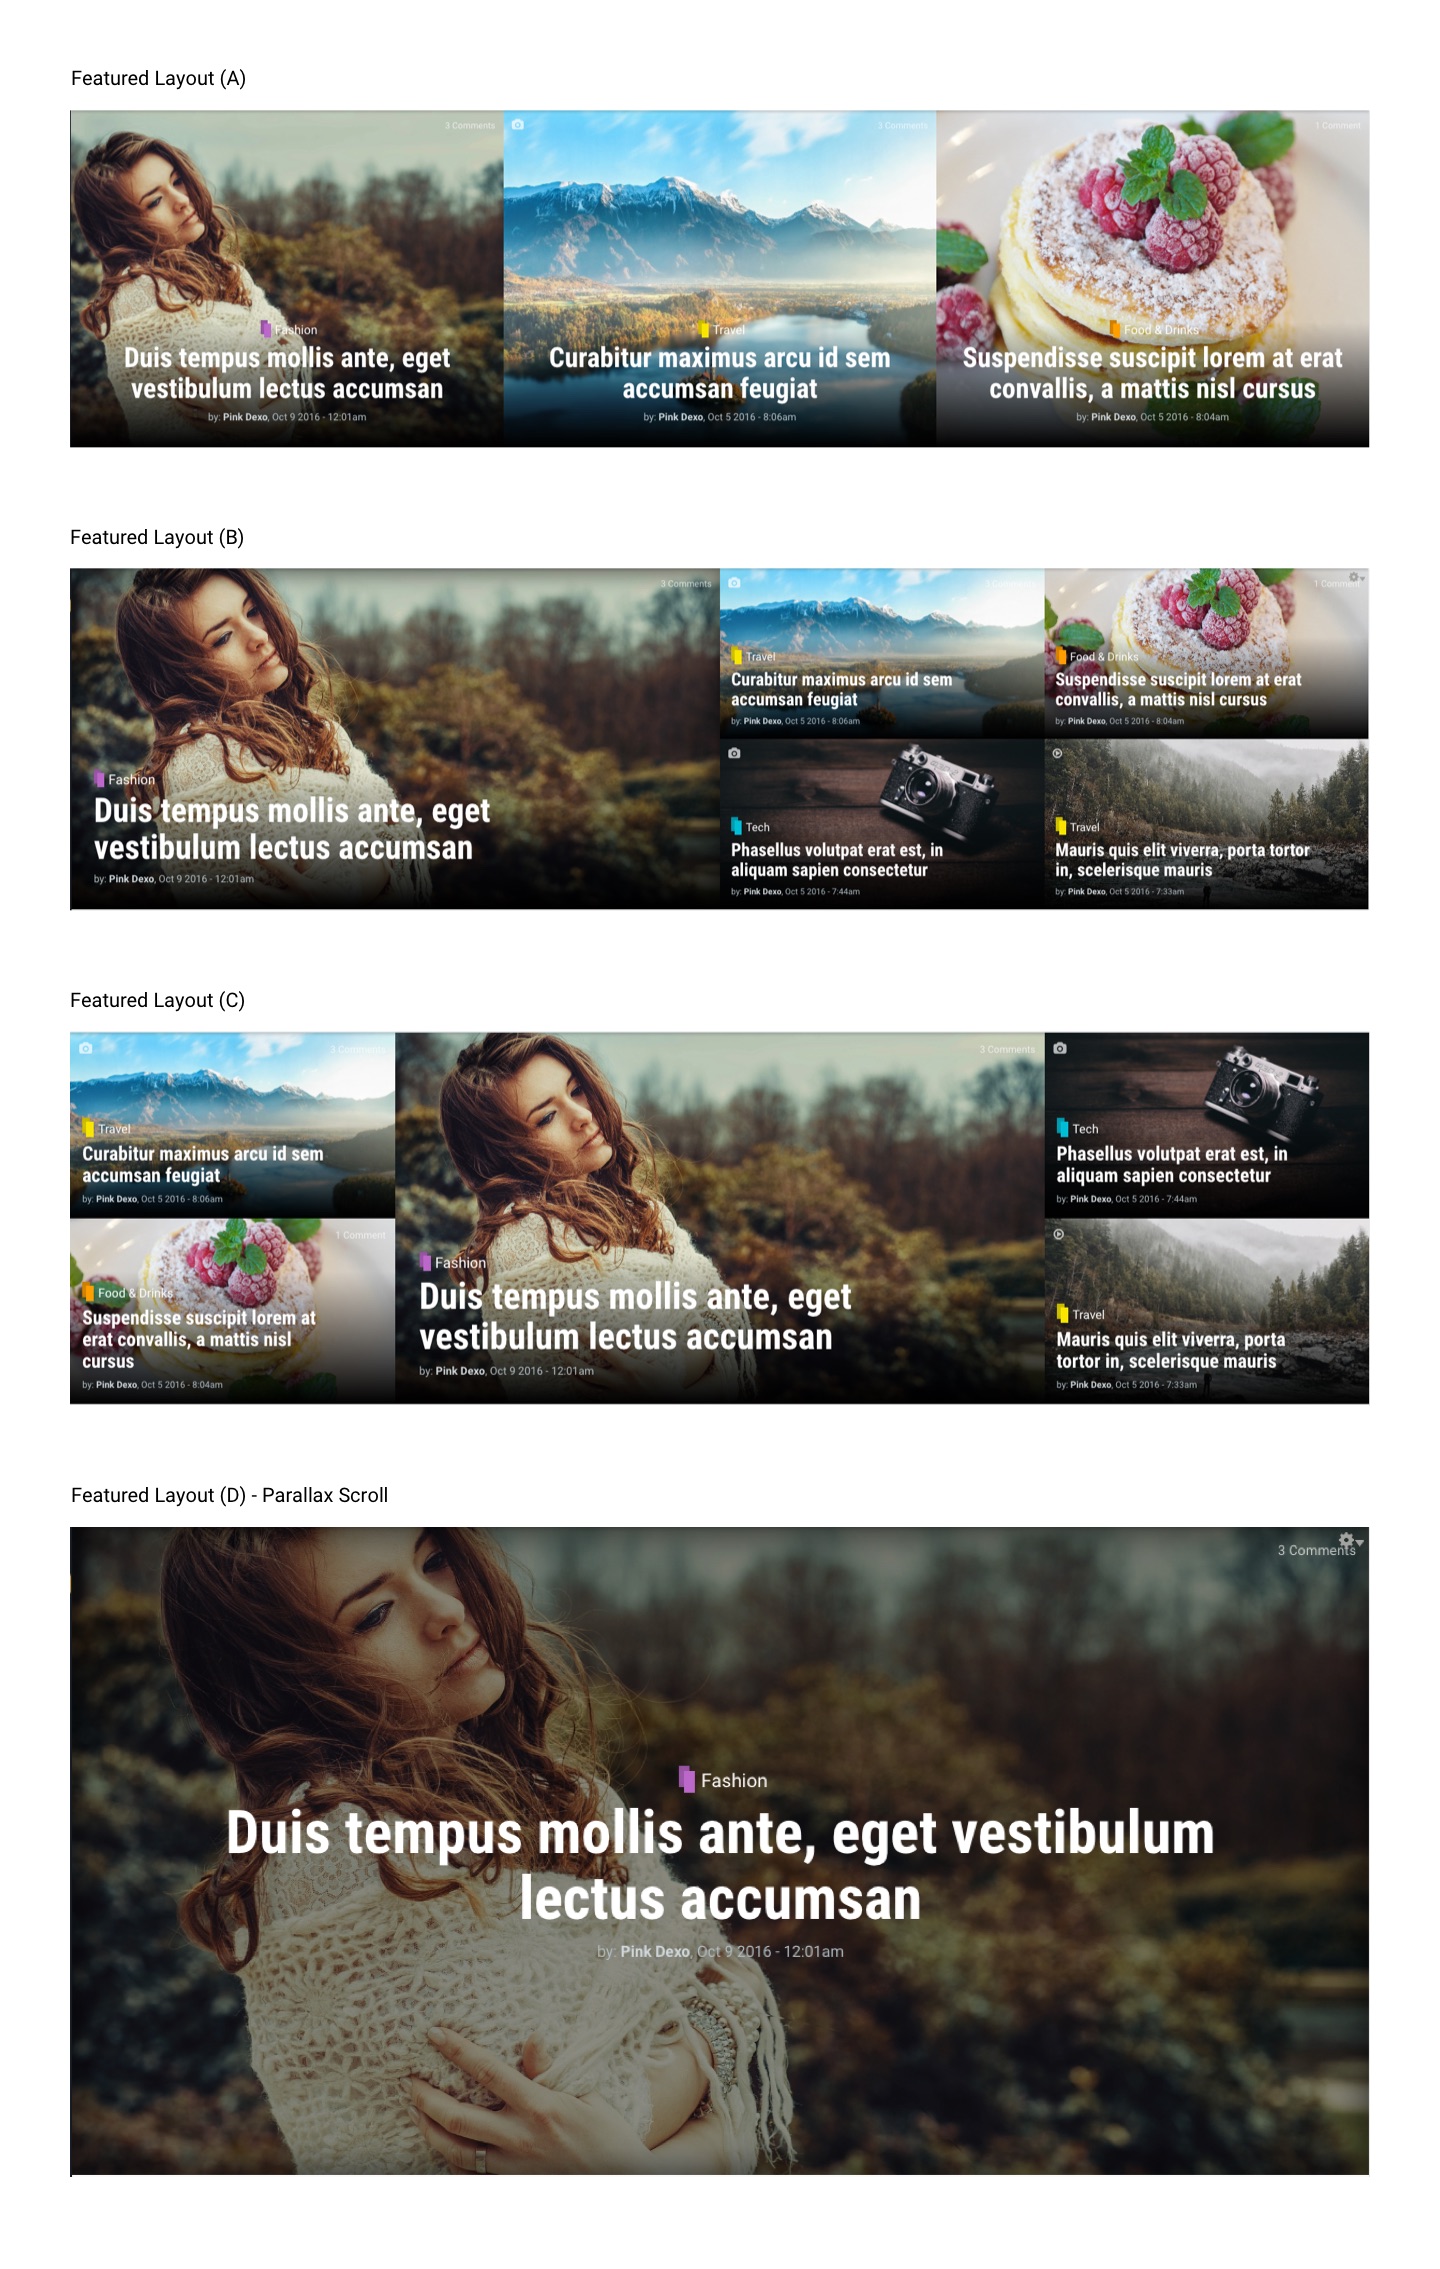 Featured Layout (A)
3 Comments
3 Comments
1 Comment
Fashion
Duis tempus mollis ante, eget
vestibulum lectus accumsan
by: Pink Dexo, Oct 9 2016 - 12:01am
Travel
Curabitur maximus arcu id sem
accumsan feugiat
by: Pink Dexo, Oct 5 2016 - 8:06am
Food & Drinks
Suspendisse suscipit lorem at erat
convallis, a mattis nisl cursus
by: Pink Dexo, Oct 5 2016 - 8:04am
Featured Layout (B)
3 Comments
Fashion
Duis tempus mollis ante, eget
vestibulum lectus accumsan
by: Pink Dexo, Oct 9 2016 - 12:01am
Travel
Curabitur maximus arcu id sem
accumsan feugiat
by: Pink Dexo, Oct 5 2016 - 8:06am
1 Comment
Food & Drinks
Suspendisse suscipit lorem at erat
convallis, a mattis nisl cursus
by: Pink Dexo, Oct 5 2016 - 8:04am
Tech
Phasellus volutpat erat est, in
aliquam sapien consectetur
by: Pink Dexo, Oct 5 2016 - 7:44am
Travel
Mauris quis elit viverra, porta tortor
in, scelerisque mauris
by: Pink Dexo, Oct 5 2016 - 7:33am
Featured Layout (C)
3 Comments
Travel
Curabitur maximus arcu id sem
accumsan feugiat
by: Pink Dexo, Oct 5 2016 - 8:06am
1 Comment
Food & Drinks
Suspendisse suscipit lorem at
erat convallis, a mattis nisl
cursus
by: Pink Dexo, Oct 5 2016 - 8:04am
3 Comments
Fashion
Duis tempus mollis ante, eget
vestibulum lectus accumsan
by: Pink Dexo, Oct 9 2016 - 12:01am
Tech
Phasellus volutpat erat est, in
aliquam sapien consectetur
by: Pink Dexo, Oct 5 2016 - 7:44am
Travel
Mauris quis elit viverra, porta
tortor in, scelerisque mauris
by: Pink Dexo, Oct 5 2016 - 7:33am
Featured Layout (D) - Parallax Scroll
3 Comments
Fashion
Duis tempus mollis ante, eget vestibulum
lectus accumsan
by: Pink Dexo, Oct 9 2016 - 12:01am